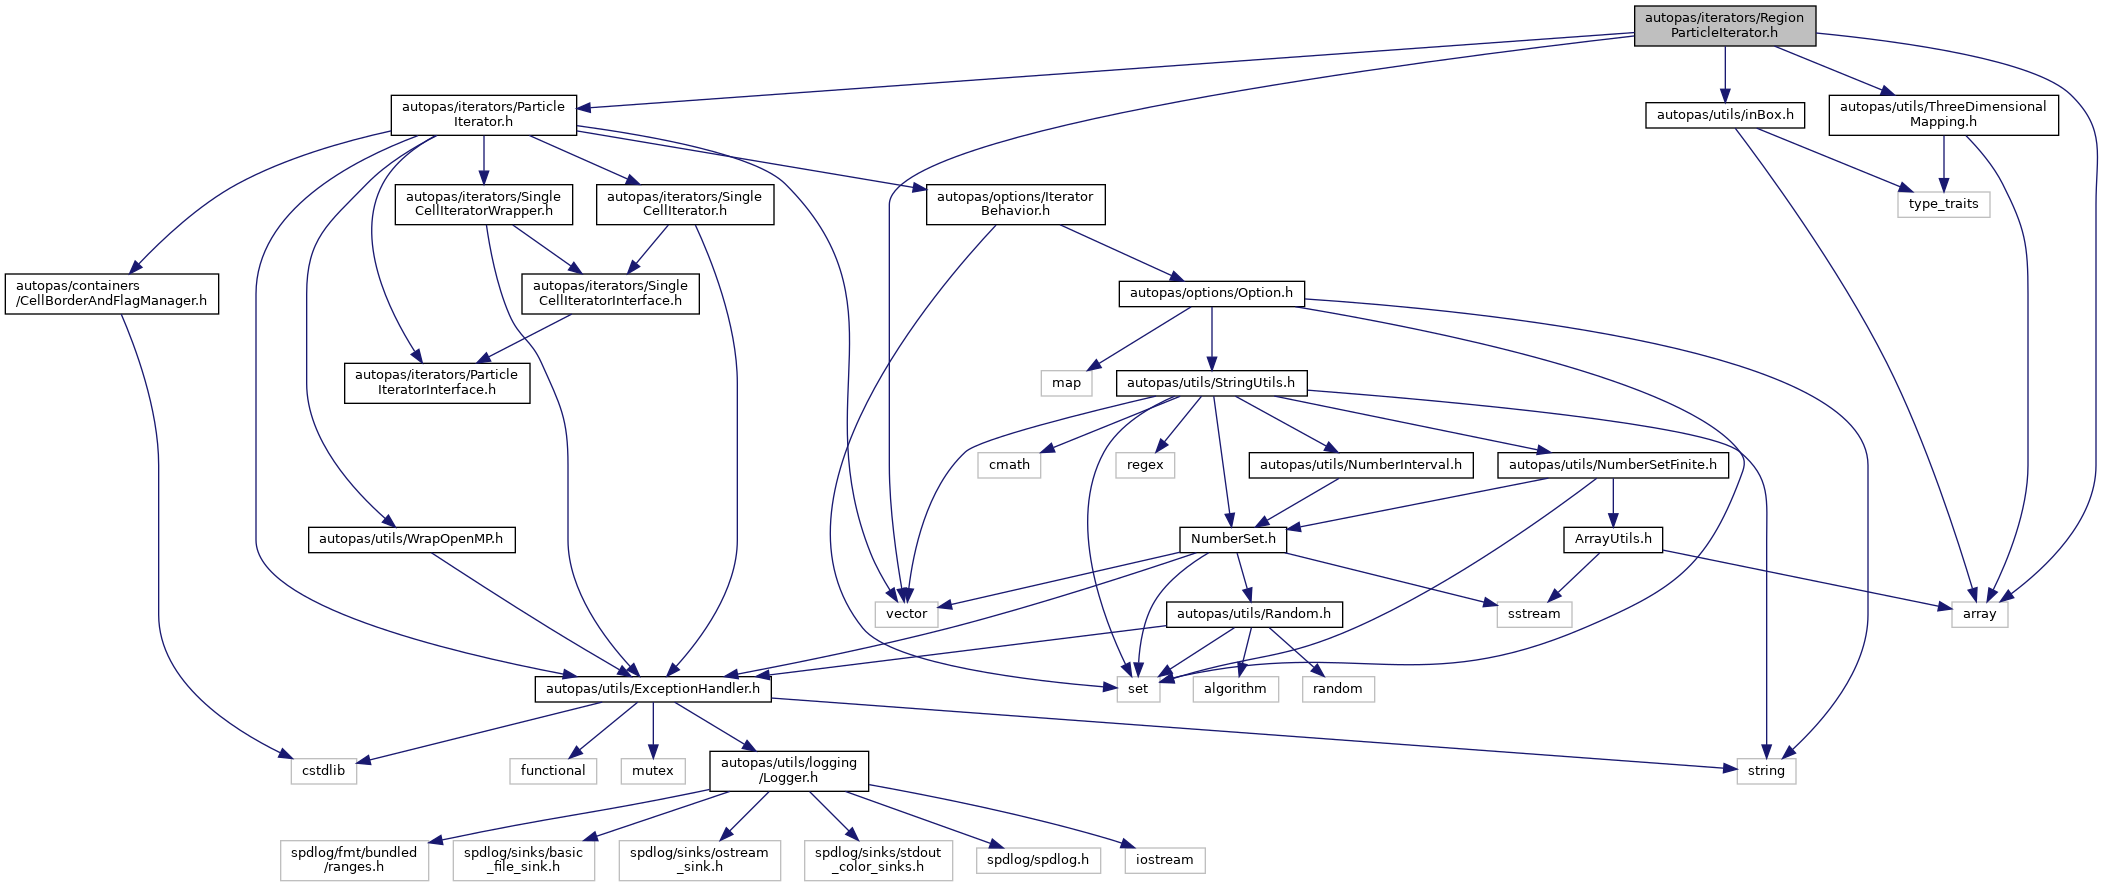 autopas/iterators/Region
ParticleIterator.h
autopas/iterators/Particle
Iterator.h
autopas/utils/inBox.h
autopas/utils/ThreeDimensional
Mapping.h
autopas/iterators/Single
CellIteratorWrapper.h
autopas/iterators/Single
CellIterator.h
autopas/options/Iterator
Behavior.h
type_traits
autopas/containers
/CellBorderAndFlagManager.h
autopas/iterators/Single
CellIteratorInterface.h
autopas/options/Option.h
autopas/iterators/Particle
IteratorInterface.h
map
autopas/utils/StringUtils.h
cmath
regex
autopas/utils/NumberInterval.h
autopas/utils/NumberSetFinite.h
autopas/utils/WrapOpenMP.h
NumberSet.h
ArrayUtils.h
vector
autopas/utils/Random.h
sstream
array
autopas/utils/ExceptionHandler.h
set
algorithm
random
cstdlib
functional
mutex
autopas/utils/logging
/Logger.h
string
spdlog/fmt/bundled
/ranges.h
spdlog/sinks/basic
_file_sink.h
spdlog/sinks/ostream
_sink.h
spdlog/sinks/stdout
_color_sinks.h
spdlog/spdlog.h
iostream